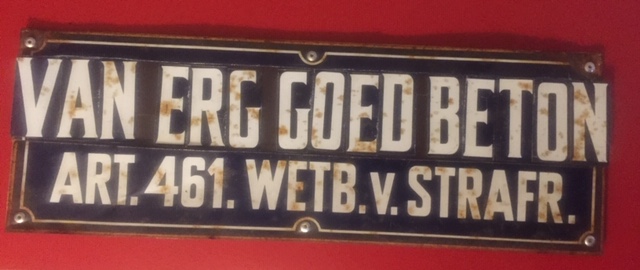 VAN ERG GOED BETON
ART. 461. WETB. v. STRAFR.